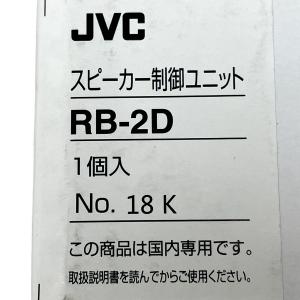 JVC
スピーカー制御ユニット
RB-2D
1個入
No. 18 K
この商品は国内専用です。
取扱説明書を読んでからご使用ください。